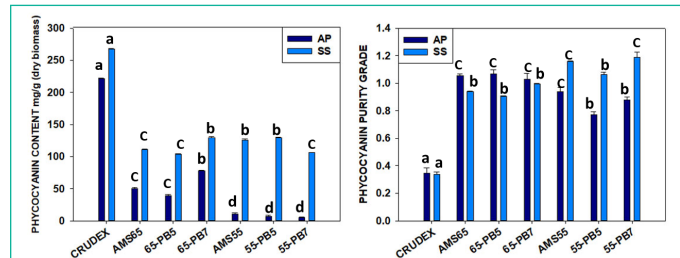 PHYCOCYANIN CONTENT mg/g (dry biomass)
300
250
200
150
100
50
0
AP
SS
a a
c c
c c
b b
d b
d b
d c
CRUDEX AMS65 65-PB5 65-PB7 AMS55 55-PB5 55-PB7
PHYCOCYANIN PURITY GRADE
1.4
1.2
1.0
0.8
0.6
0.4
0.2
0.0
AP
SS
a a
c b
c b
c b
c c
b b
b c
CRUDEX AMS65 65-PB5 65-PB7 AMS55 55-PB5 55-PB7